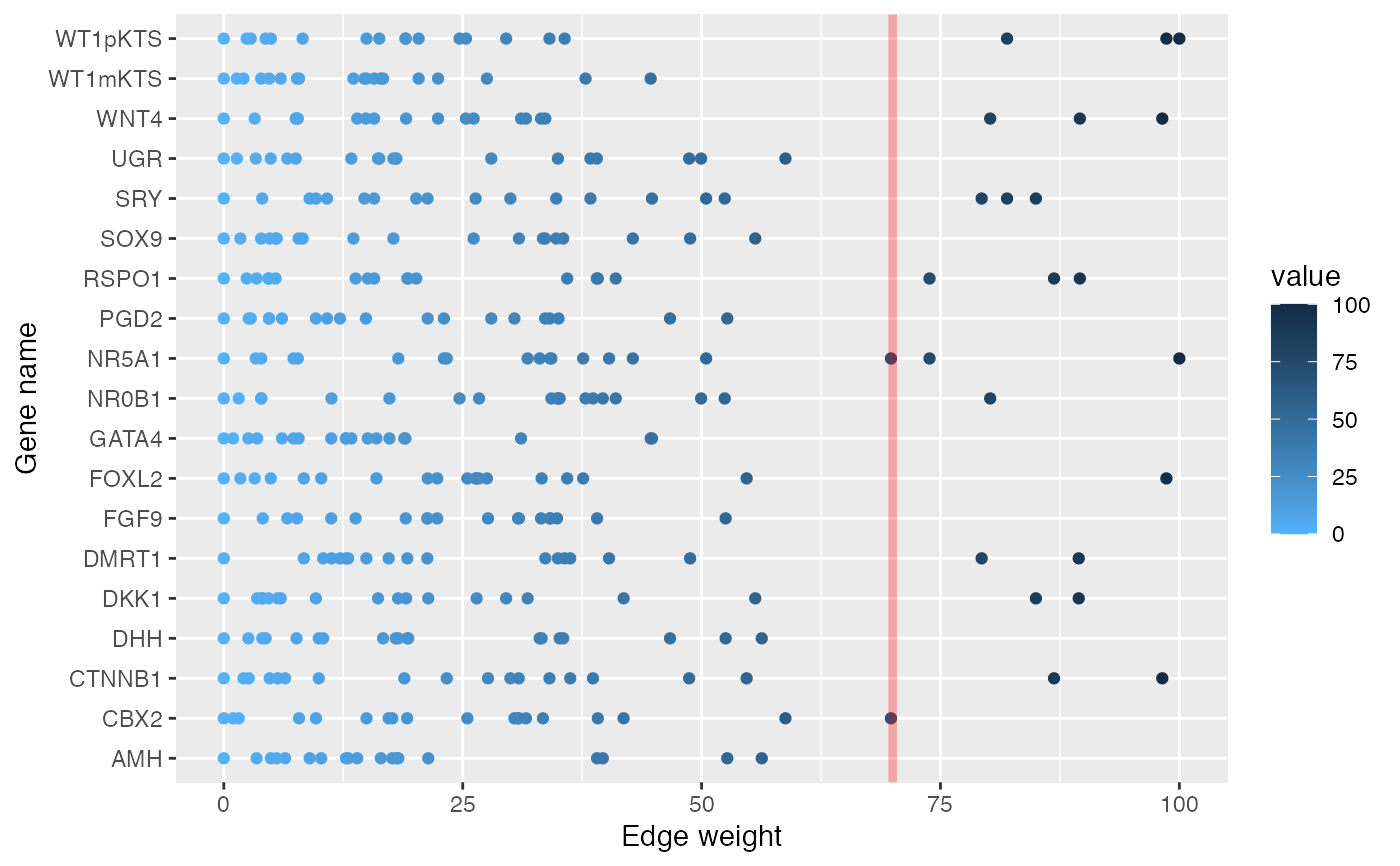 WT1pKTS
WT1mKTS
WNT4
UGR
SRY
SOX9
RSPO1
PGD2
NR5A1
NR0B1
GATA4
FOXL2
FGF9
DMRT1
DKK1
DHH
CTNNB1
CBX2
AMH
Gene name
0 25 50 75 100
Edge weight
value
100
75
50
25
0